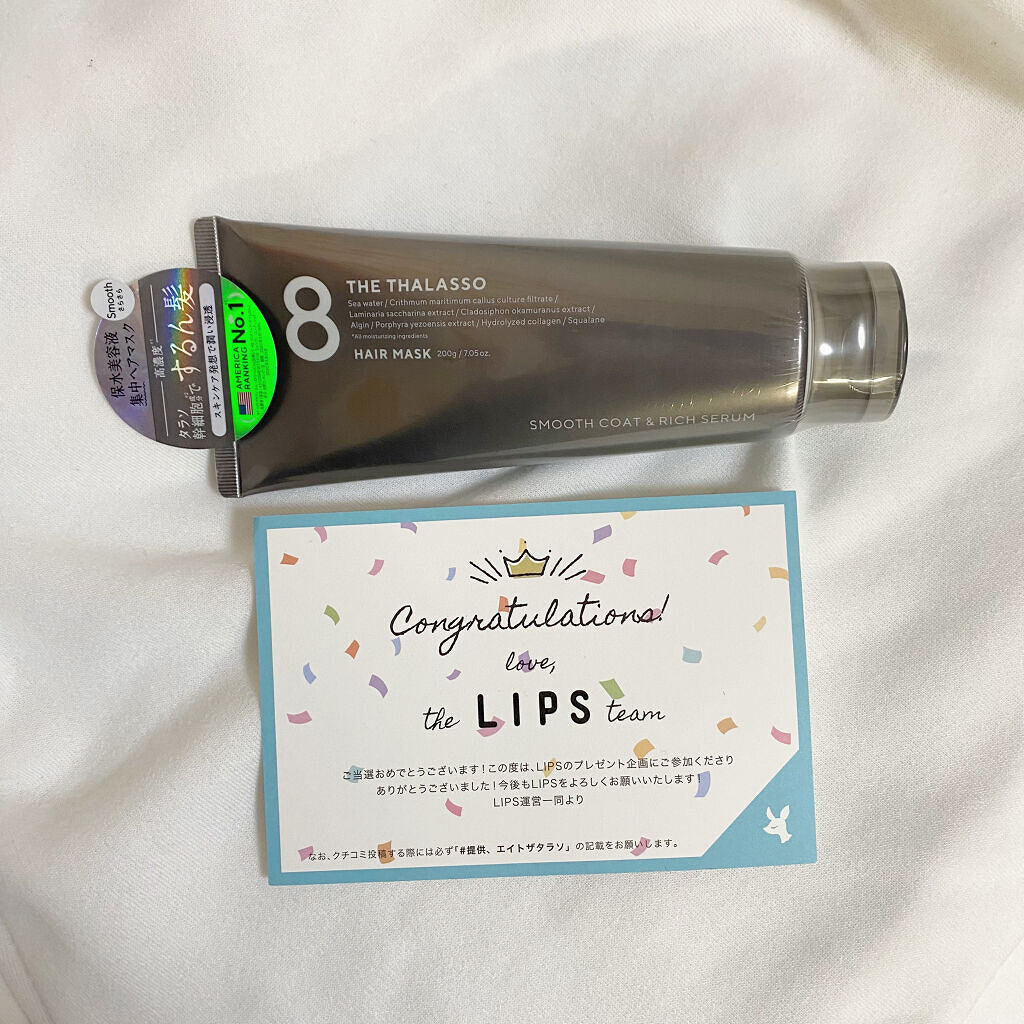 8
THE THALASSO
Sea water / Crithmum maritimum callus culture filtrate /
Laminaria saccharina extract / Cladosiphon okamuranus extract /
Algin / Porphyra yezoensis extract / Hydrolyzed collagen / Squalane
*All moisturizing ingredients
HAIR MASK 200g / 7.05 oz.
SMOOTH COAT & RICH SERUM
Smooth
さらさら
保水美容液
集中ヘアマスク
高濃度
タラソ
幹細胞成分でするん髪
スキンケア発想で潤い浸透
AMERICA
RANKING No.1
Congratulations!
love,
the LIPS team
ご当選おめでとうございます！この度は、LIPSのプレゼント企画にご参加くださり
ありがとうございました！今後もLIPSをよろしくお願いいたします！
LIPS運営一同より
なお、クチコミ投稿する際には必ず「#提供、エイトザタラソ」の記載をお願いします。